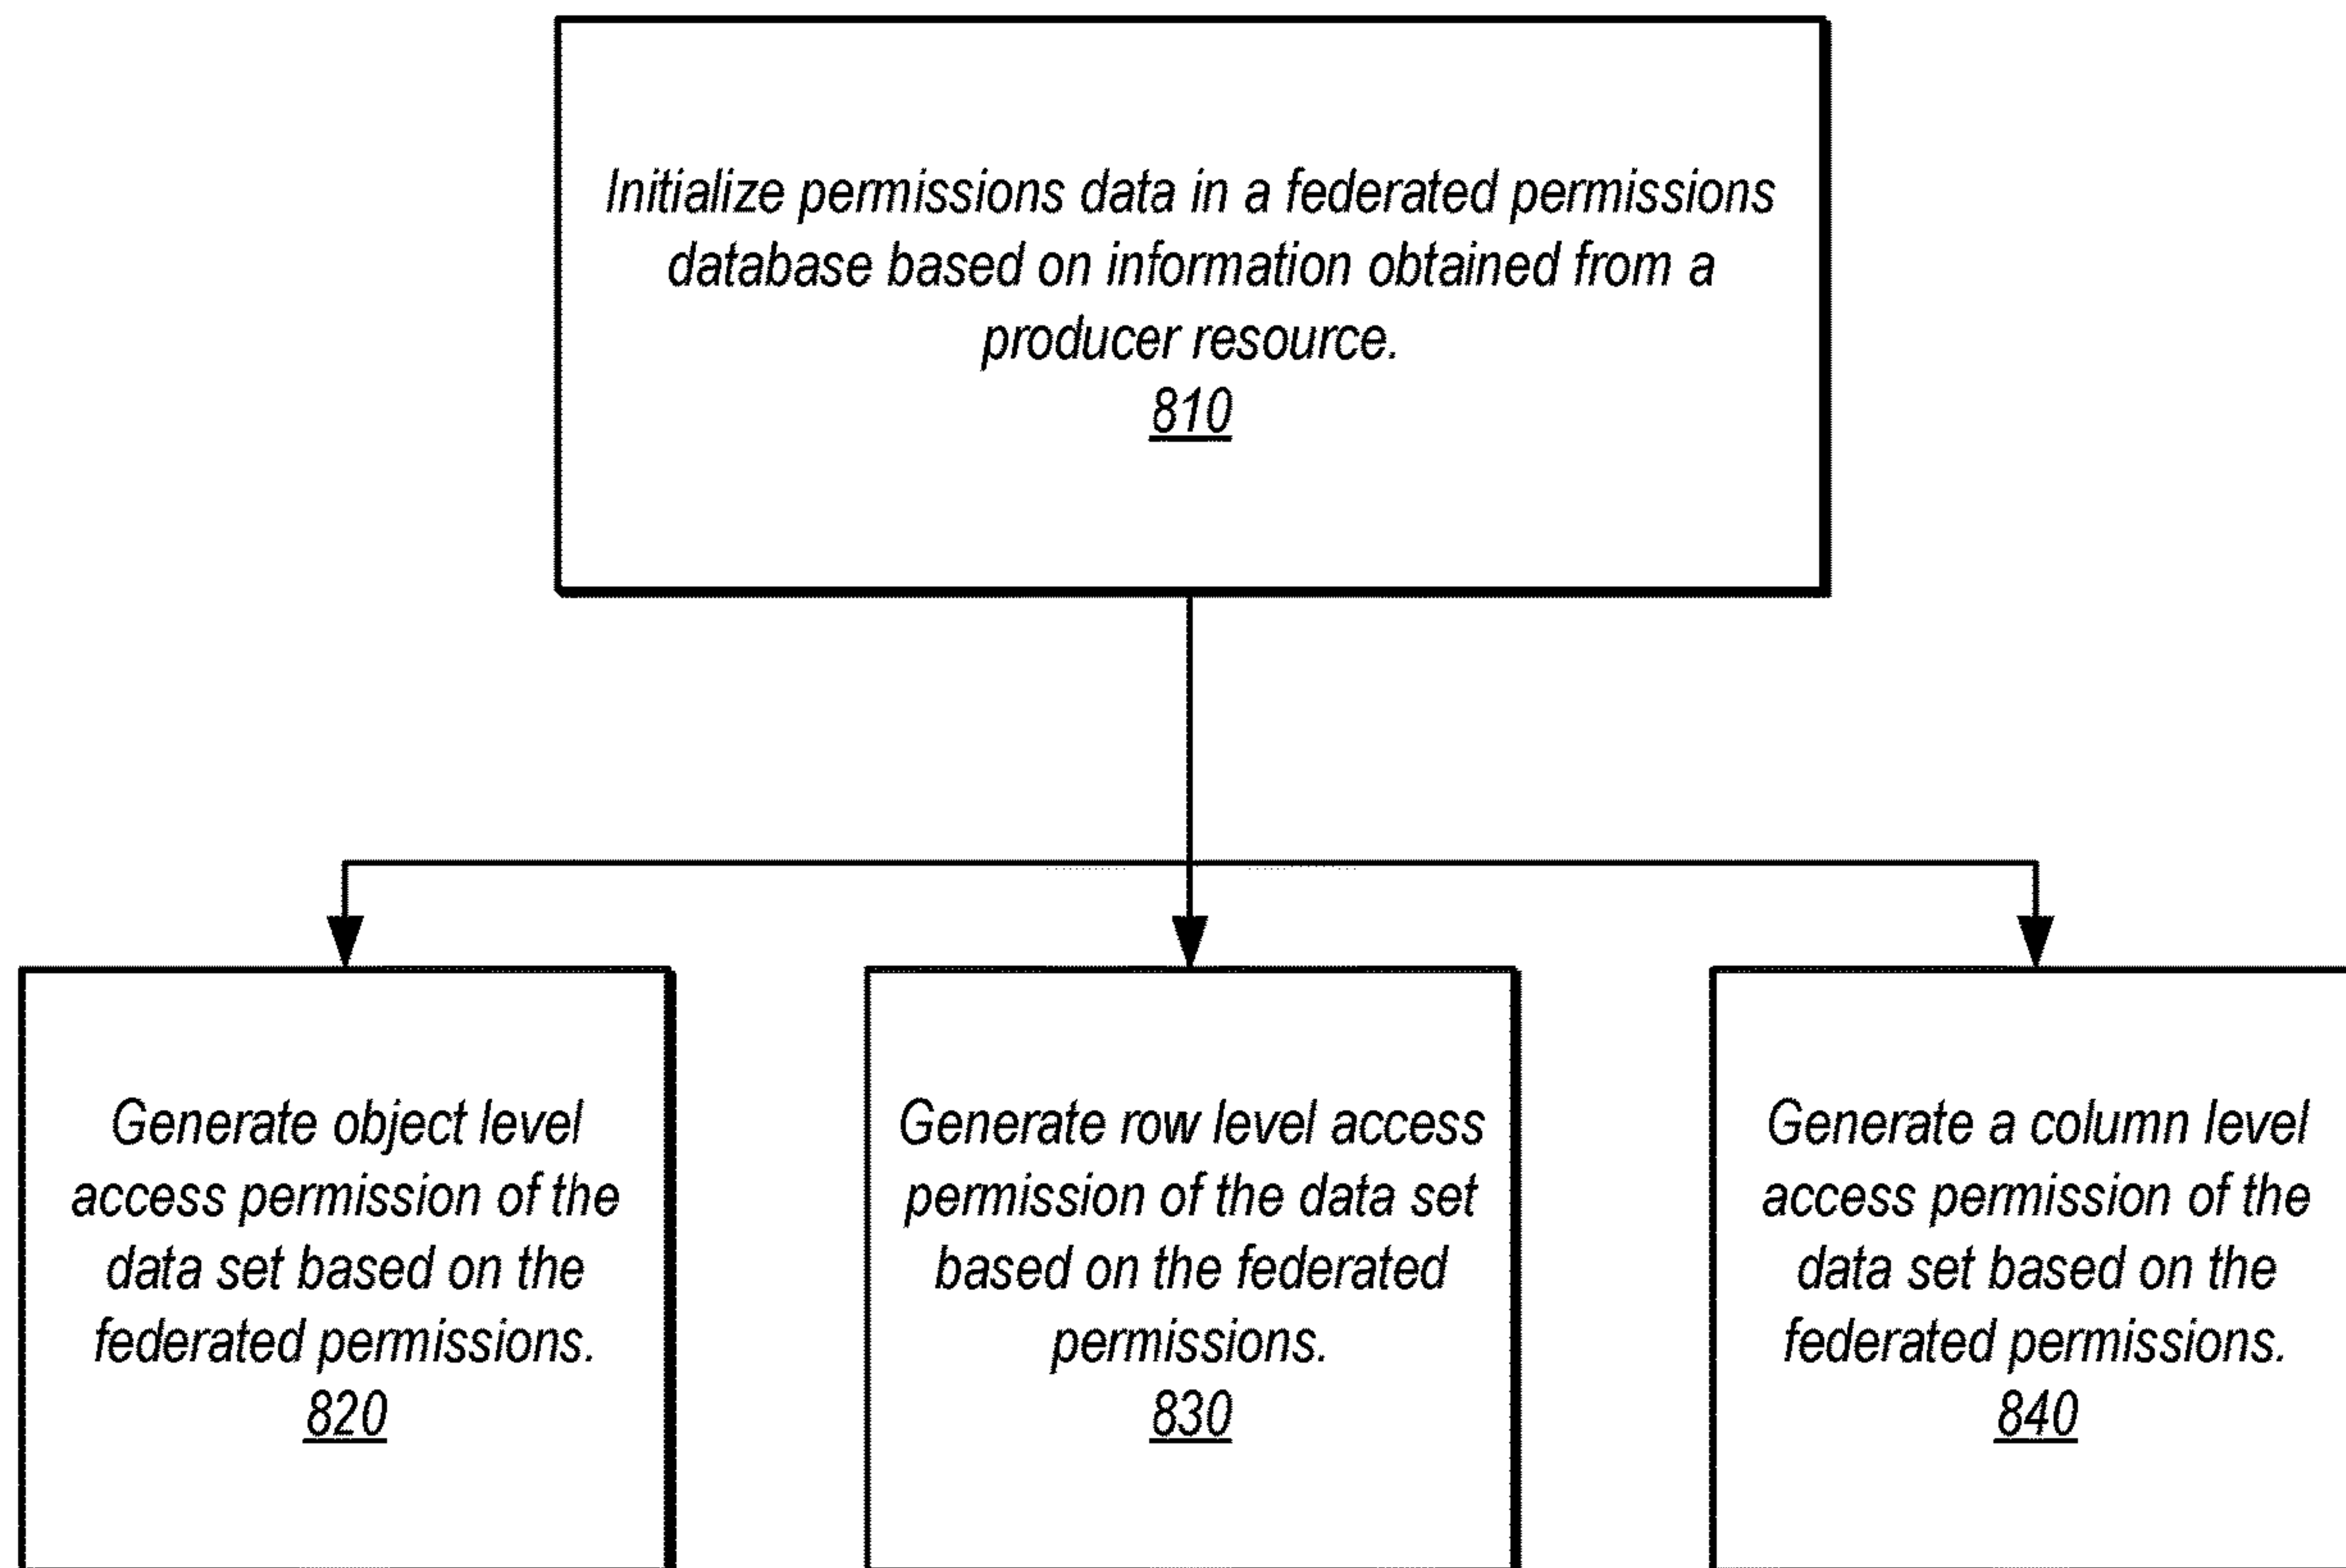 Initialize permissions data in a federated permissions
database based on information obtained from a
producer resource.
810
Generate object level
access permission of the
data set based on the
federated permissions.
820
Generate row level access
permission of the data set
based on the federated
permissions.
830
Generate a column level
access permission of the
data set based on the
federated permissions.
840